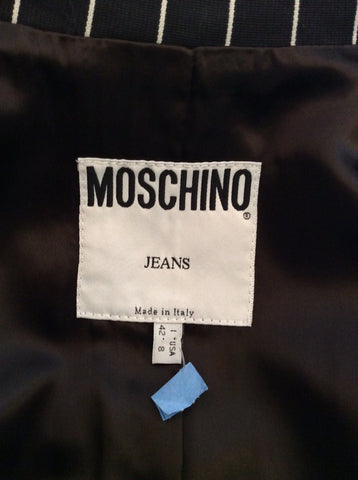 MOSCHINO®
JEANS
Made in Italy
I • USA
42 • 8